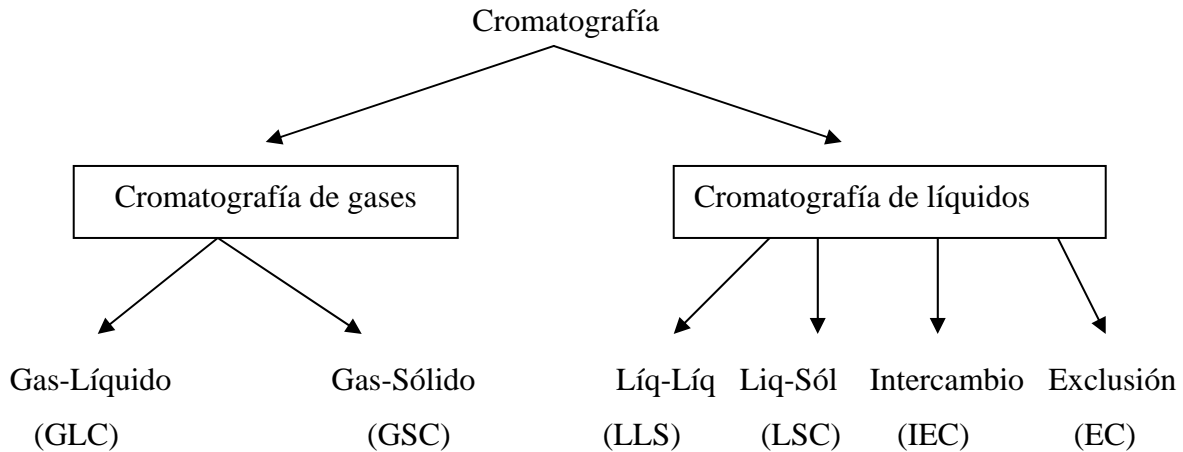 Cromatografía
Cromatografía de gases
Cromatografía de líquidos
Gas-Líquido
(GLC)
Gas-Sólido
(GSC)
Líq-Líq
(LLS)
Liq-Sól
(LSC)
Intercambio
(IEC)
Exclusión
(EC)